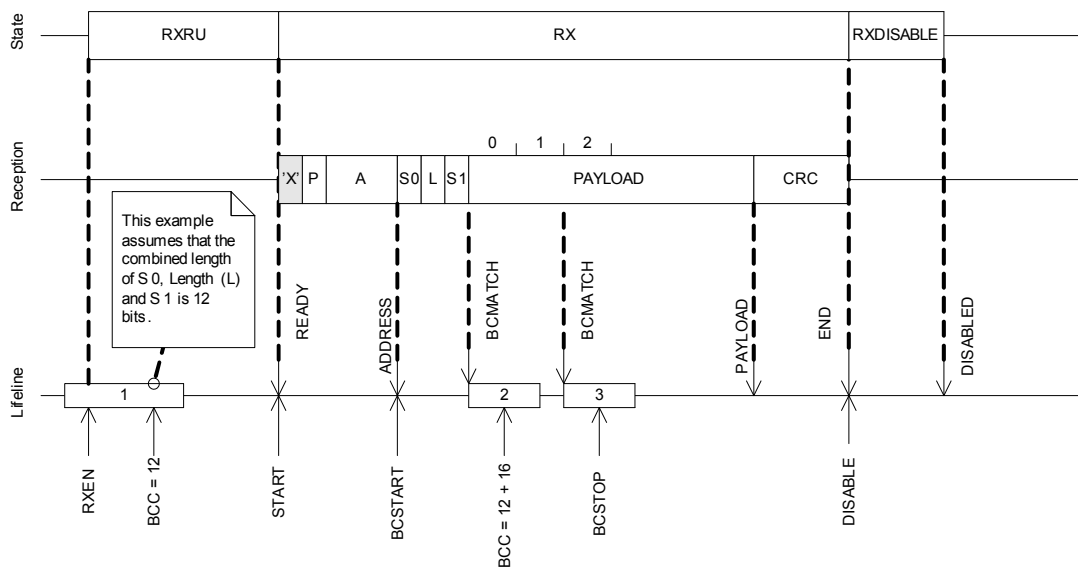 State
RXRU
RX
RXDISABLE
0
1
2
Reception
'X'
P
A
S0
L
S1
PAYLOAD
CRC
This example
assumes that the
combined length
of S0, Length (L)
and S1 is 12
bits.
READY
ADDRESS
BCMATCH
BCMATCH
PAYLOAD
END
DISABLED
Lifeline
1
2
3
RXEN
BCC = 12
START
BCSTART
BCC = 12 + 16
BCSTOP
DISABLE